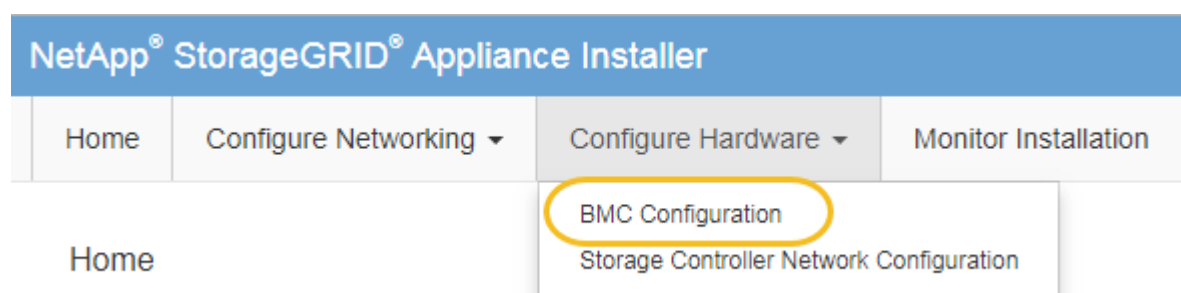 NetApp® StorageGRID® Appliance Installer
Home Configure Networking Configure Hardware Monitor Installation
BMC Configuration
Home
Storage Controller Network Configuration